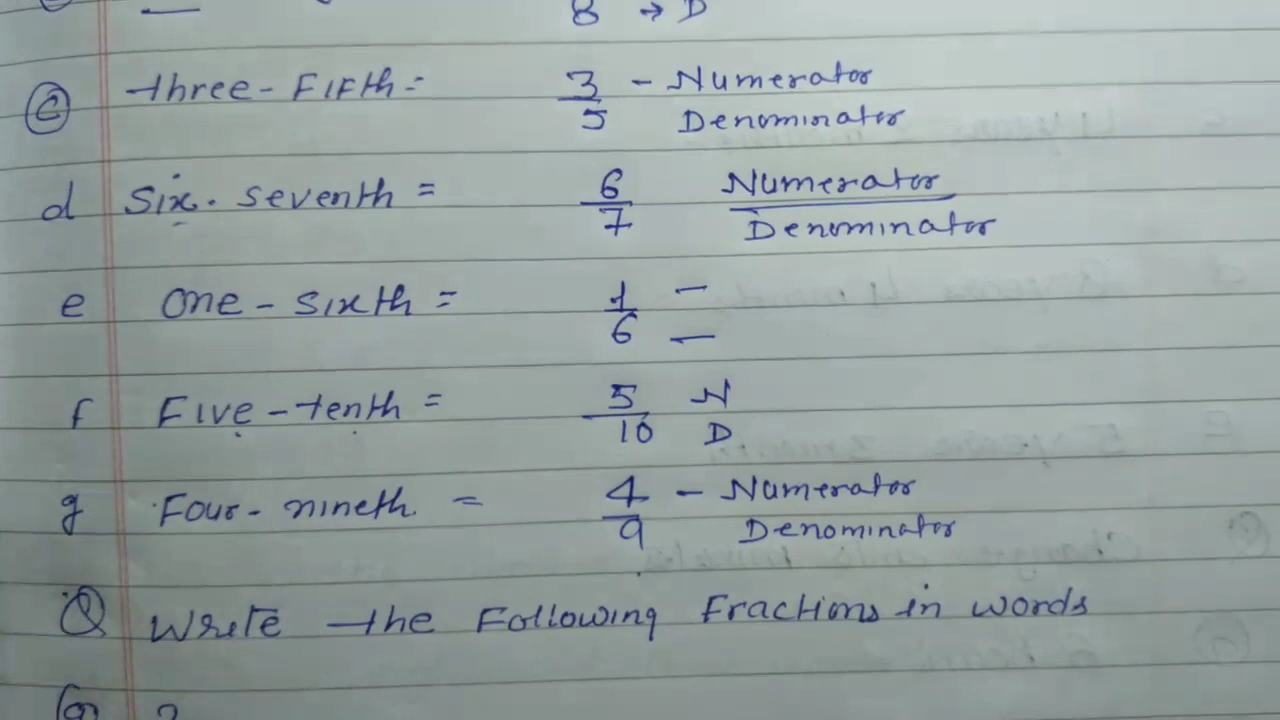 8 → D
c three-Fifth = 3/5 - Numerator Denominator
d Six. seventh = 6/7 Numerator Denominator
e One - sixth = 1/6
f Five - tenth = 5/10 N D
g Four - nineth. = 4/9 - Numerator Denominator
Q Write the Following Fractions in words